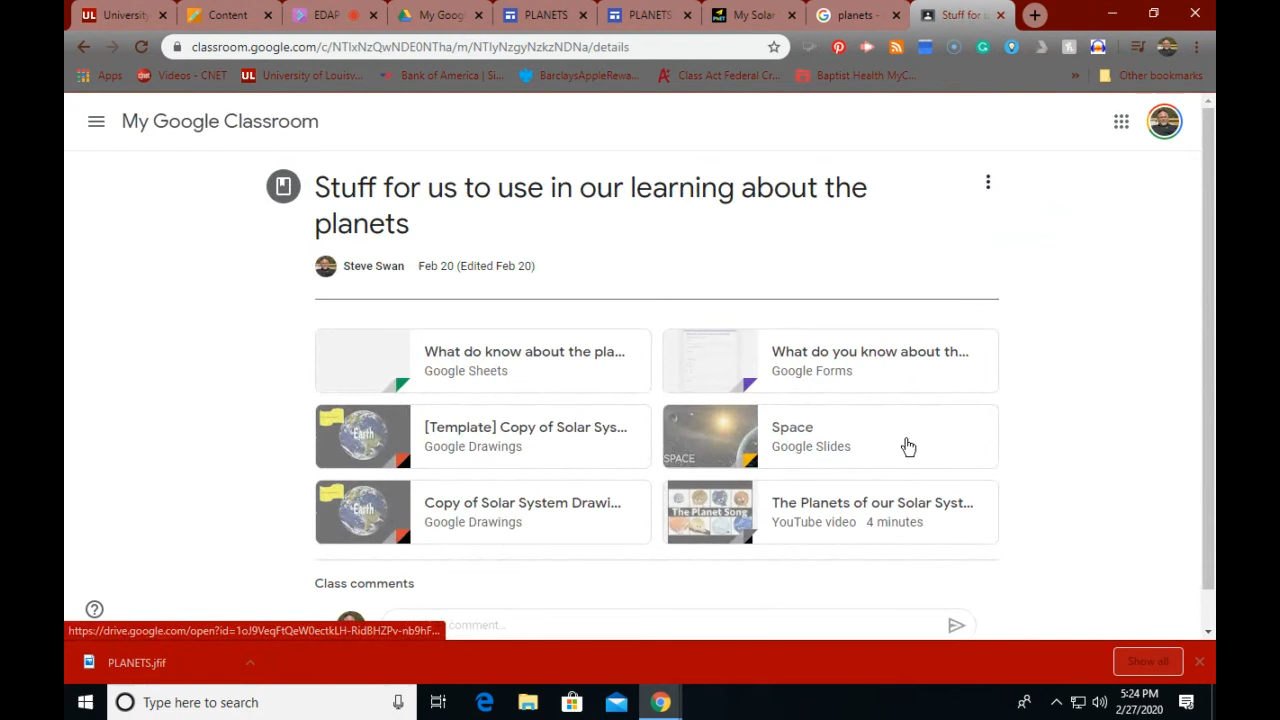 University
Content
EDAP
My Goog
PLANETS
PLANETS
My Solar
planets -
Stuff for
classroom.google.com/c/NTIxNzQwNDE0NTha/m/NTIyNzgyNzkzNDNa/details
Apps
Videos - CNET
University of Louisv...
Bank of America | Si...
BarclaysAppleRewa...
Class Act Federal Cr...
Baptist Health MyC...
»
Other bookmarks
My Google Classroom
Stuff for us to use in our learning about the
planets
Steve Swan Feb 20 (Edited Feb 20)
What do know about the pla...
Google Sheets
What do you know about th...
Google Forms
[Template] Copy of Solar Sys...
Google Drawings
Earth
Space
Google Slides
SPACE
Copy of Solar System Drawi...
Google Drawings
Earth
The Planets of our Solar Syst...
YouTube video 4 minutes
The Planet Song
Class comments
comment...
https://drive.google.com/open?id=1oJ9VeqFtQeW0ectkLH-RidBHZPv-nb9hF...
PLANETS.jfif
Show all
Type here to search
5:24 PM
2/27/2020